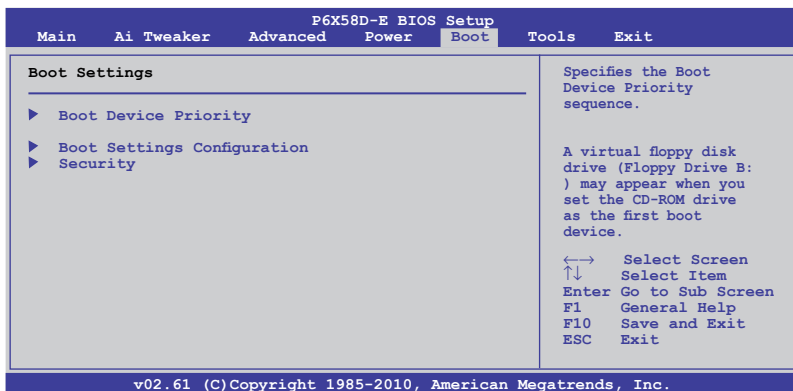 P6X58D-E BIOS Setup
Main Ai Tweaker Advanced Power Boot Tools Exit
Boot Settings
Boot Device Priority
Boot Settings Configuration
Security
Specifies the Boot
Device Priority
sequence.
A virtual floppy disk
drive (Floppy Drive B:
) may appear when you
set the CD-ROM drive
as the first boot
device.
←→ Select Screen
↑↓ Select Item
Enter Go to Sub Screen
F1 General Help
F10 Save and Exit
ESC Exit
v02.61 (C)Copyright 1985-2010, American Megatrends, Inc.